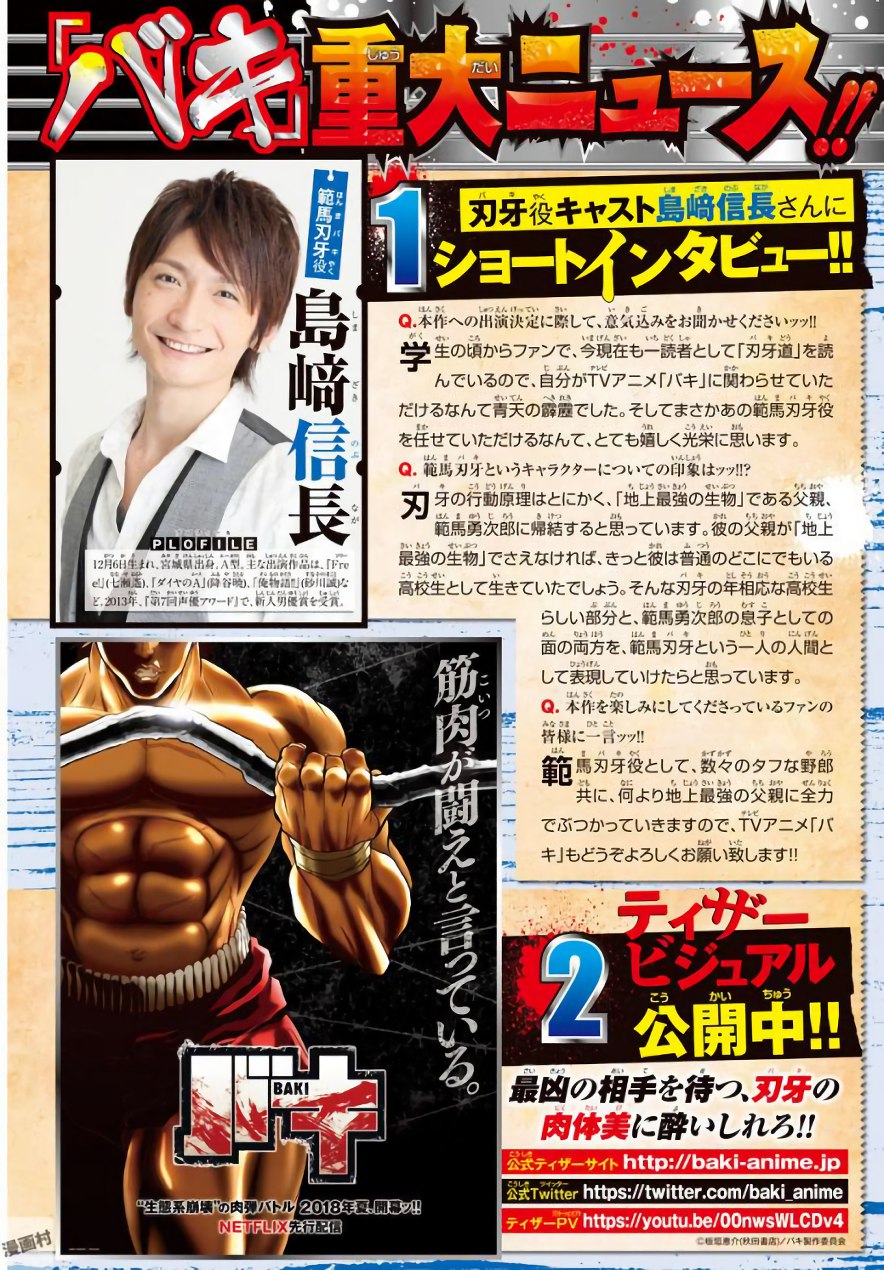 「バキ」重大ニュース!!
範馬刃牙役
島﨑信長
PLOFILE
12月6日生まれ、宮城県出身、A型。主な出演作品は、『Fre
e!』(七瀬遙)、『ダイヤのA』(降谷暁)、『俺物語!!』(砂川誠)な
ど。2013年、「第7回声優アワード」で、新人男優賞を受賞。
1
刃牙役キャスト島﨑信長さんに
ショートインタビュー!!
Q.本作への出演決定に際して、意気込みをお聞かせくださいッッ!!
学生の頃からファンで、今現在も一読者として「刃牙道」を読
んでいるので、自分がTVアニメ「バキ」に関わらせていた
だけるなんて青天の霹靂でした。そしてまさかあの範馬刃牙役
を任せていただけるなんて、とても嬉しく光栄に思います。
Q. 範馬刃牙というキャラクターについての印象はッッ!!?
刃牙の行動原理はとにかく、「地上最強の生物」である父親、
範馬勇次郎に帰結すると思っています。彼の父親が「地上
最強の生物」でさえなければ、きっと彼は普通のどこにでもいる
高校生として生きていたでしょう。そんな刃牙の年相応な高校生
らしい部分と、範馬勇次郎の息子としての
面の両方を、範馬刃牙という一人の人間と
して表現していけたらと思っています。
Q. 本作を楽しみにしてくださっているファンの
皆様に一言ッッ!!
範馬刃牙役として、数々のタフな野郎
共に、何より地上最強の父親に全力
でぶつかっていきますので、TVアニメ「バ
キ」もどうぞよろしくお願い致します!!
筋肉が闘えと言っている。
バキ
BAKI
"生態系崩壊"の肉弾バトル 2018年夏、開幕ッ!!
NETFLIX先行配信
2
ティザー
ビジュアル
公開中!!
最凶の相手を待つ、刃牙の
肉体美に酔いしれろ!!
公式ティザーサイト http://baki-anime.jp
公式Twitter https://twitter.com/baki_anime
ティザーPV https://youtu.be/00nwsWLCDv4
©板垣恵介(秋田書店)/バキ製作委員会
漫画村